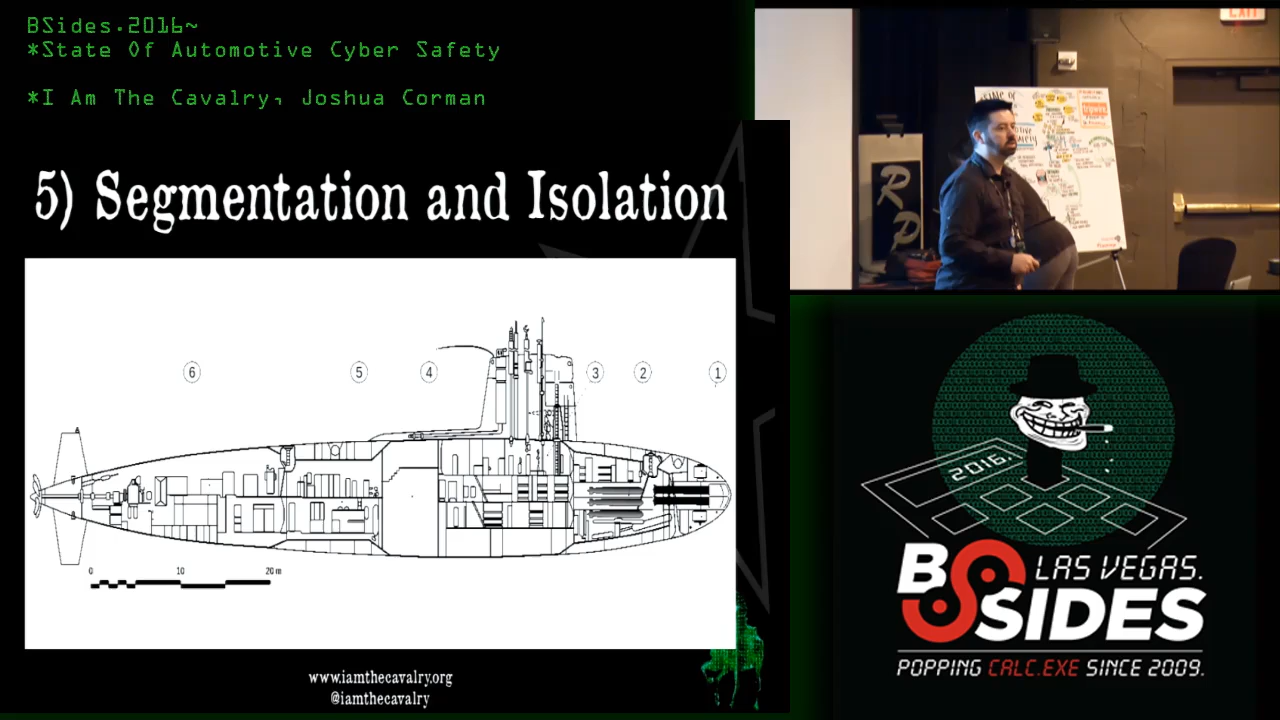 BSides.2016~
*State Of Automotive Cyber Safety
*I Am The Cavalry, Joshua Corman
5) Segmentation and Isolation
6 5 4 3 2 1
0 10 20 m
www.iamthecavalry.org
@iamthecavalry
EXIT
RP
2016.
BSIDES
LAS VEGAS.
POPPING CALC.EXE SINCE 2009.